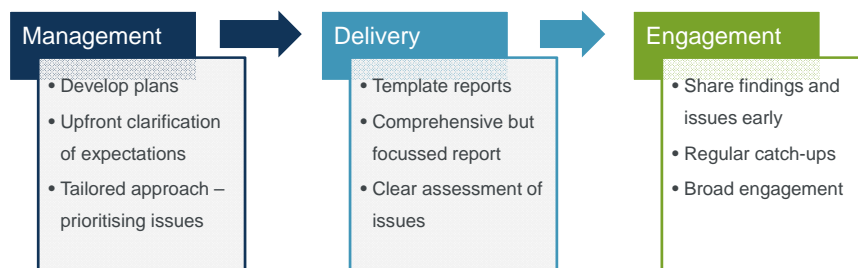 Management
• Develop plans
• Upfront clarification
of expectations
• Tailored approach –
prioritising issues
Delivery
• Template reports
• Comprehensive but
focussed report
• Clear assessment of
issues
Engagement
• Share findings and
issues early
• Regular catch-ups
• Broad engagement